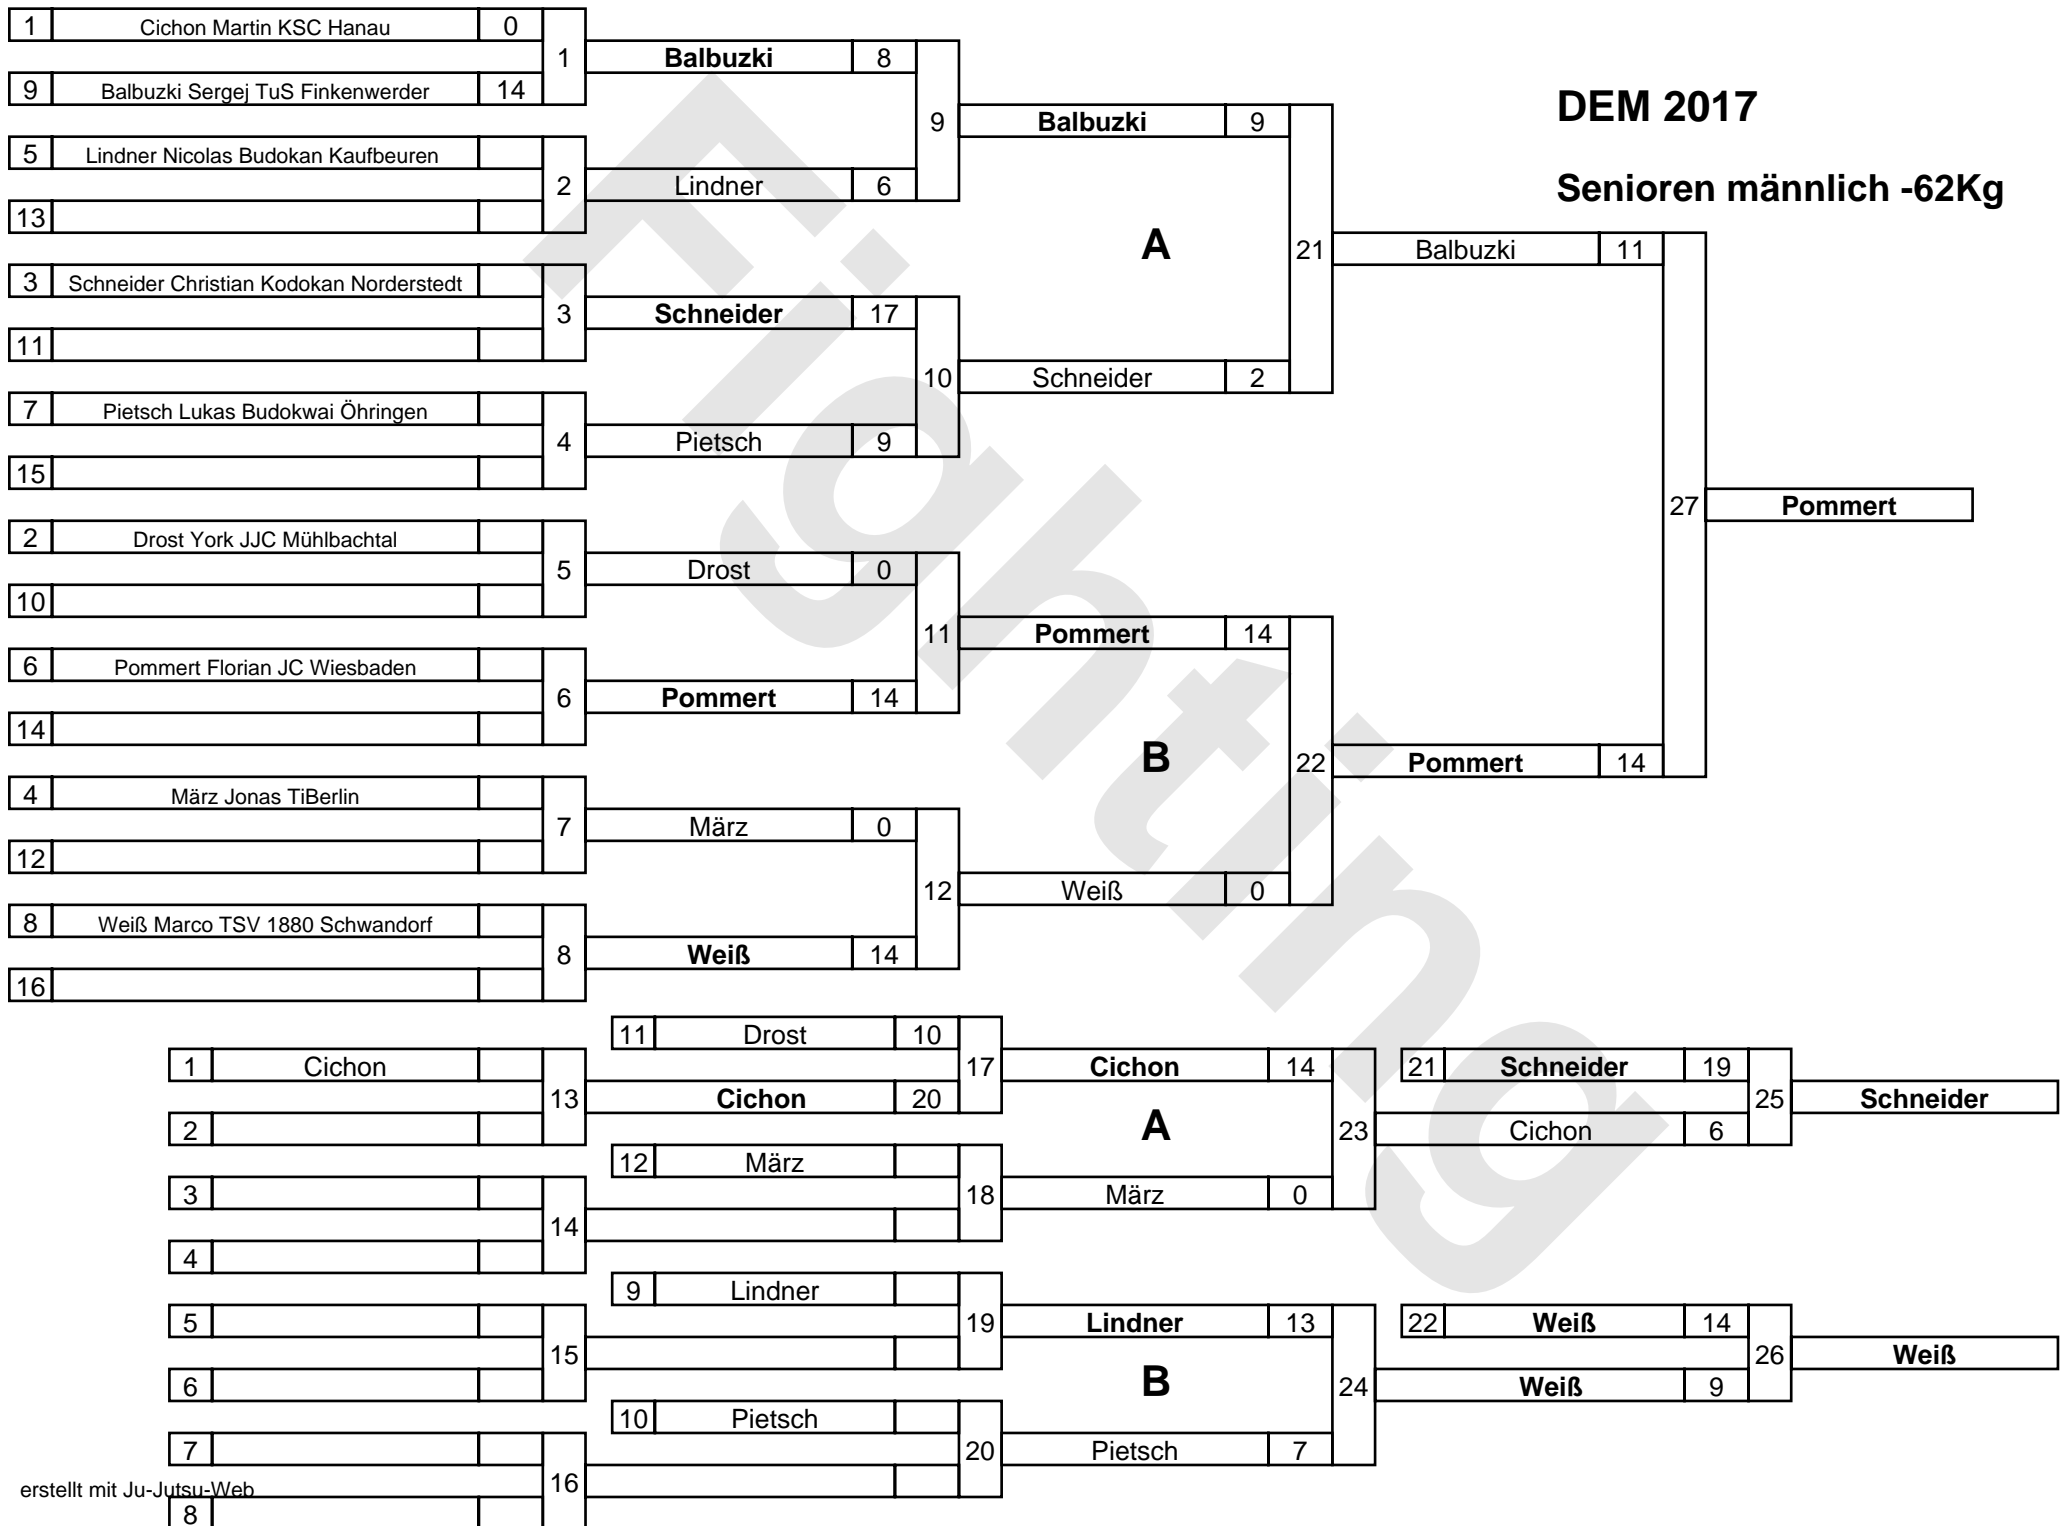 DEM 2017
Senioren männlich -62Kg
1 Cichon Martin KSC Hanau 0
1
Balbuzki 8
9 Balbuzki Sergej TuS Finkenwerder 14
9
Balbuzki 9
5 Lindner Nicolas Budokan Kaufbeuren
2
Lindner 6
13
A
21
Balbuzki 11
3 Schneider Christian Kodokan Norderstedt
3
Schneider 17
11
10
Schneider 2
7 Pietsch Lukas Budokwai Öhringen
4
Pietsch 9
15
27
Pommert
2 Drost York JJC Mühlbachtal
5
Drost 0
10
11
Pommert 14
6 Pommert Florian JC Wiesbaden
6
Pommert 14
14
B
22
Pommert 14
4 März Jonas TiBerlin
7
März 0
12
12
Weiß 0
8 Weiß Marco TSV 1880 Schwandorf
8
Weiß 14
16
11 Drost 10
1 Cichon
17
Cichon 14
21 Schneider 19
13
Cichon 20
25
Schneider
2
A
23
Cichon 6
12 März
3
18
März 0
14
4
9 Lindner
5
19
Lindner 13
22 Weiß 14
15
26
Weiß
6
B
24
Weiß 9
10 Pietsch
7
20
Pietsch 7
16
erstellt mit Ju-Jutsu-Web
8
Fighting